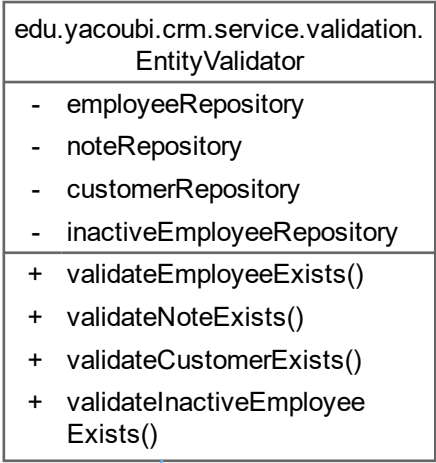 edu.yacoubi.crm.service.validation.
EntityValidator
- employeeRepository
- noteRepository
- customerRepository
- inactiveEmployeeRepository
+ validateEmployeeExists()
+ validateNoteExists()
+ validateCustomerExists()
+ validateInactiveEmployee
Exists()